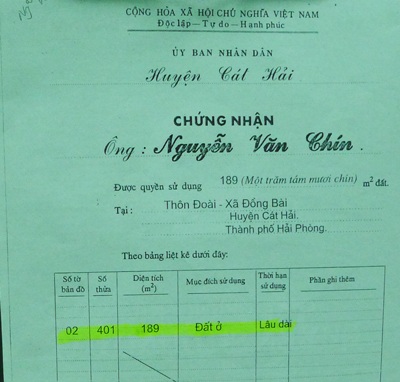 CỘNG HÒA XÃ HỘI CHỦ NGHĨA VIỆT NAM
Độc lập—Tự do—Hạnh phúc
ỦY BAN NHÂN DÂN
Huyện Cát Hải
CHỨNG NHẬN
Ông : Nguyễn Văn Chín .
Được quyền sử dụng 189 (Một trăm tám mươi chín) m² đất.
Tại : Thôn Đoài - Xã Đồng Bài
Huyện Cát Hải.
Thành phố Hải Phòng.
Theo bảng liệt kê dưới đây:
Số tờ bản đồ Số thửa Diện tích (m²) Mục đích sử dụng Thời hạn sử dụng Phần ghi thêm
02 401 189 Đất ở Lâu dài